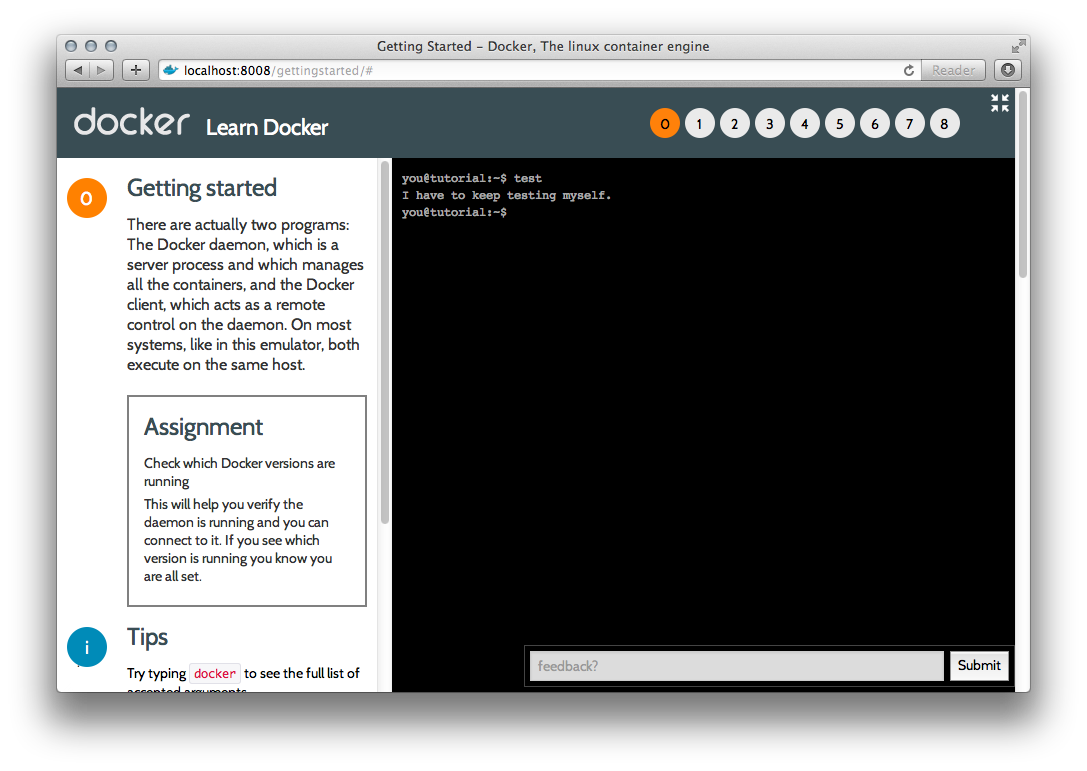 Getting Started – Docker, The linux container engine
localhost:8008/gettingstarted/#
Reader
docker Learn Docker
0 1 2 3 4 5 6 7 8
0 Getting started
There are actually two programs:
The Docker daemon, which is a
server process and which manages
all the containers, and the Docker
client, which acts as a remote
control on the daemon. On most
systems, like in this emulator, both
execute on the same host.
Assignment
Check which Docker versions are
running
This will help you verify the
daemon is running and you can
connect to it. If you see which
version is running you know you
are all set.
i Tips
Try typing docker to see the full list of
accepted arguments
you@tutorial:~$ test
I have to keep testing myself.
you@tutorial:~$
feedback? Submit